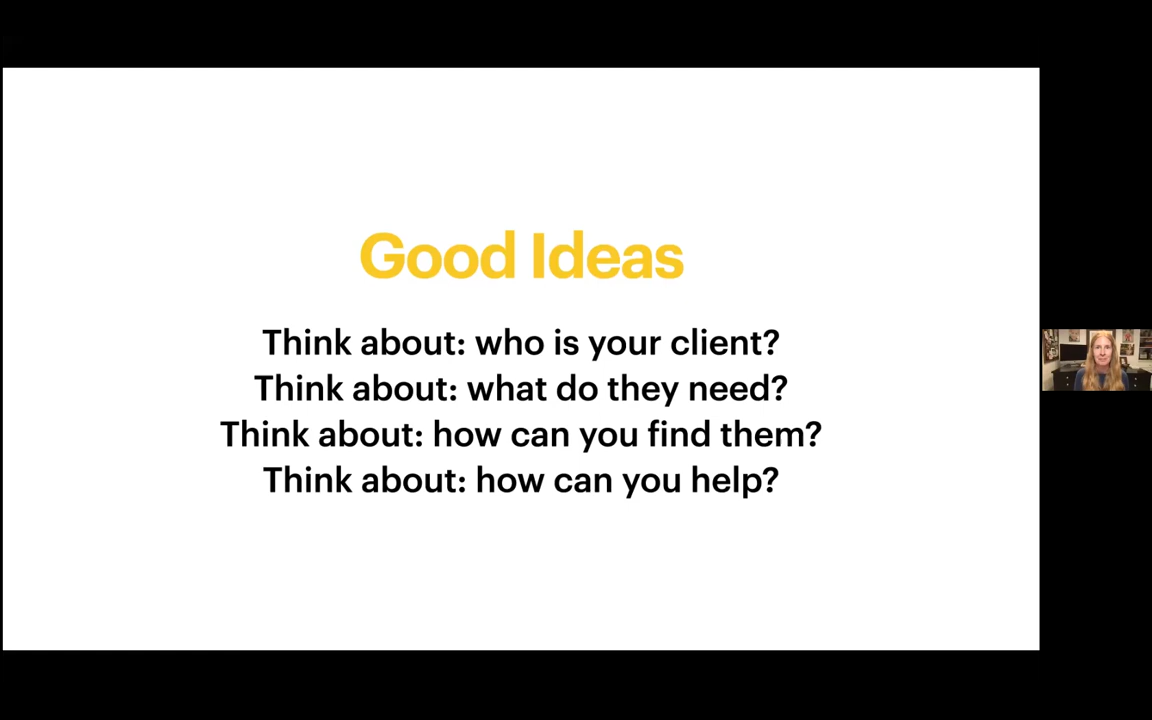 Good Ideas
Think about: who is your client?
Think about: what do they need?
Think about: how can you find them?
Think about: how can you help?